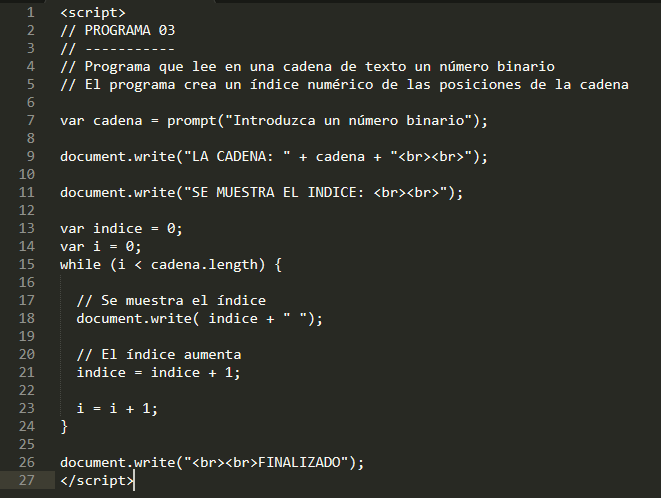 1 <script>
2 // PROGRAMA 03
3 // -----------
4 // Programa que lee en una cadena de texto un número binario
5 // El programa crea un índice numérico de las posiciones de la cadena
6
7 var cadena = prompt("Introduzca un número binario");
8
9 document.write("LA CADENA: " + cadena + "<br><br>");
10
11 document.write("SE MUESTRA EL INDICE: <br><br>");
12
13 var indice = 0;
14 var i = 0;
15 while (i < cadena.length) {
16
17   // Se muestra el índice
18   document.write( indice + " ");
19
20   // El índice aumenta
21   indice = indice + 1;
22
23   i = i + 1;
24 }
25
26 document.write("<br><br>FINALIZADO");
27 </script>